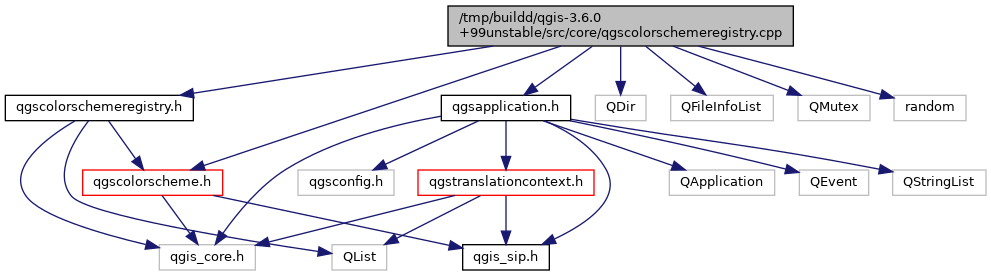 /tmp/buildd/qgis-3.6.0
+99unstable/src/core/qgscolorschemeregistry.cpp
qgscolorschemeregistry.h
qgsapplication.h
QDir
QFileInfoList
QMutex
random
qgscolorscheme.h
qgsconfig.h
qgstranslationcontext.h
QApplication
QEvent
QStringList
qgis_core.h
QList
qgis_sip.h